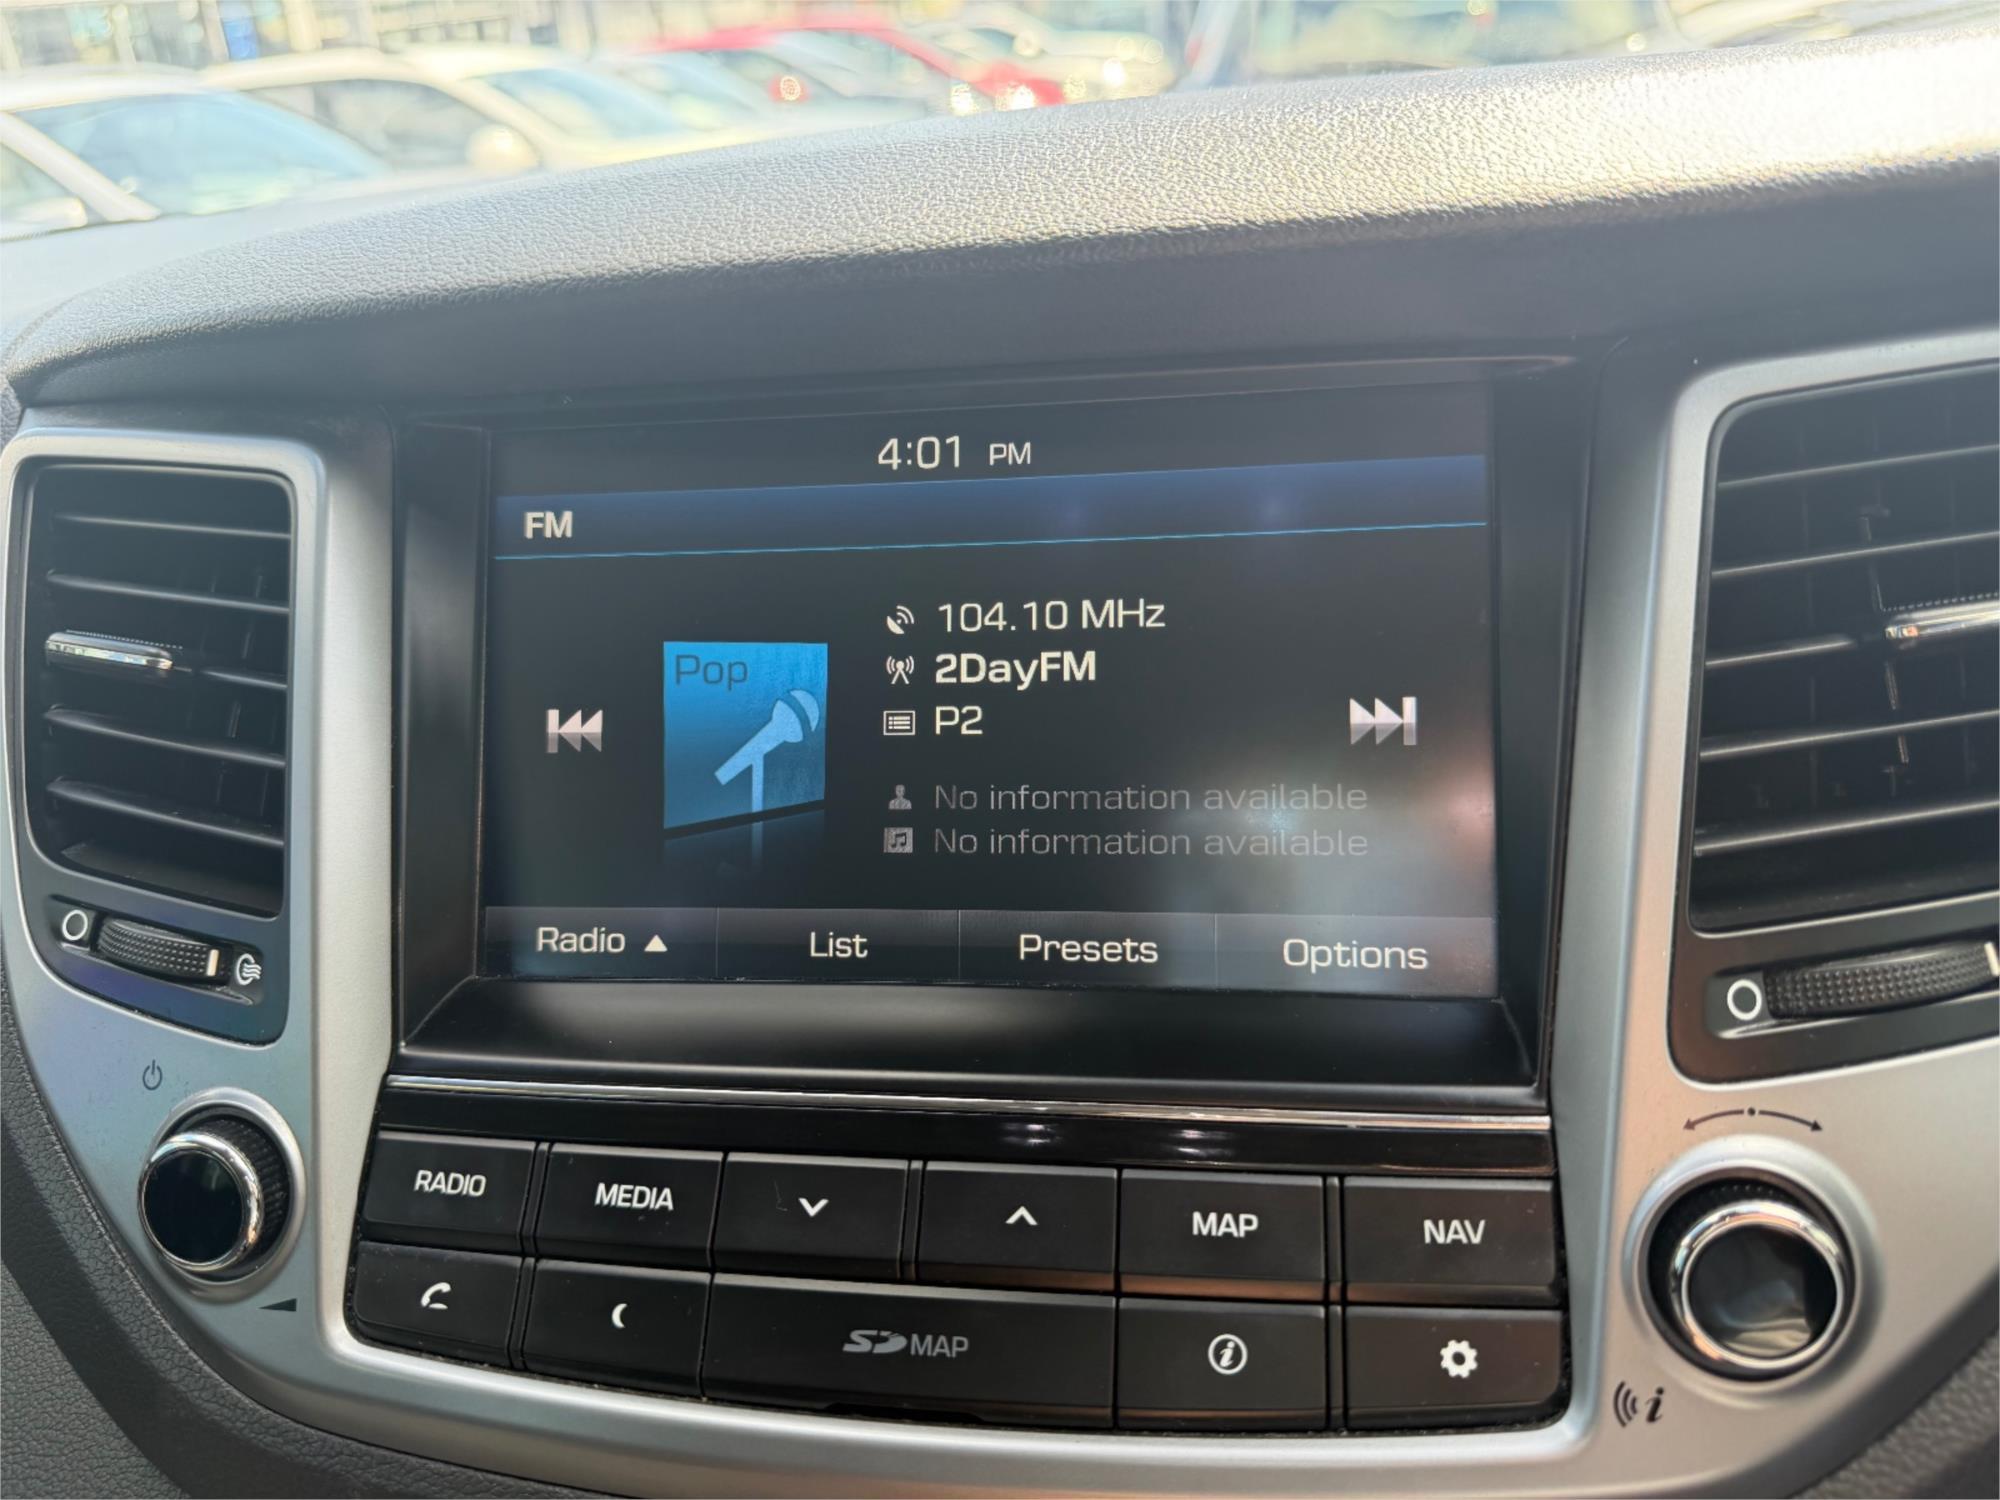 4:01 PM
FM
Pop
104.10 MHz
2DayFM
P2
No information available
No information available
Radio List Presets Options
RADIO MEDIA MAP NAV
SD MAP i
i